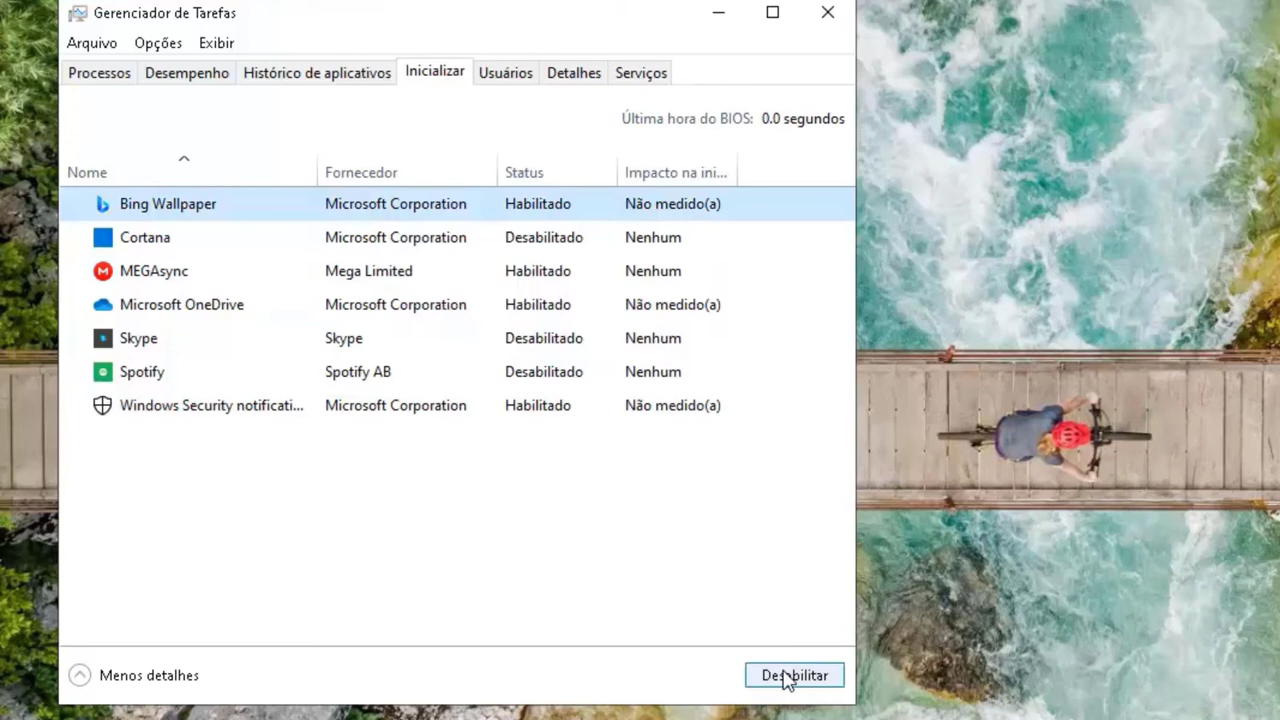 Gerenciador de Tarefas
Arquivo Opções Exibir
Processos Desempenho Histórico de aplicativos Inicializar Usuários Detalhes Serviços
Última hora do BIOS: 0.0 segundos
Nome Fornecedor Status Impacto na ini...
Bing Wallpaper Microsoft Corporation Habilitado Não medido(a)
Cortana Microsoft Corporation Desabilitado Nenhum
MEGAsync Mega Limited Habilitado Nenhum
Microsoft OneDrive Microsoft Corporation Habilitado Não medido(a)
Skype Skype Desabilitado Nenhum
Spotify Spotify AB Desabilitado Nenhum
Windows Security notificati... Microsoft Corporation Habilitado Não medido(a)
Menos detalhes Desabilitar